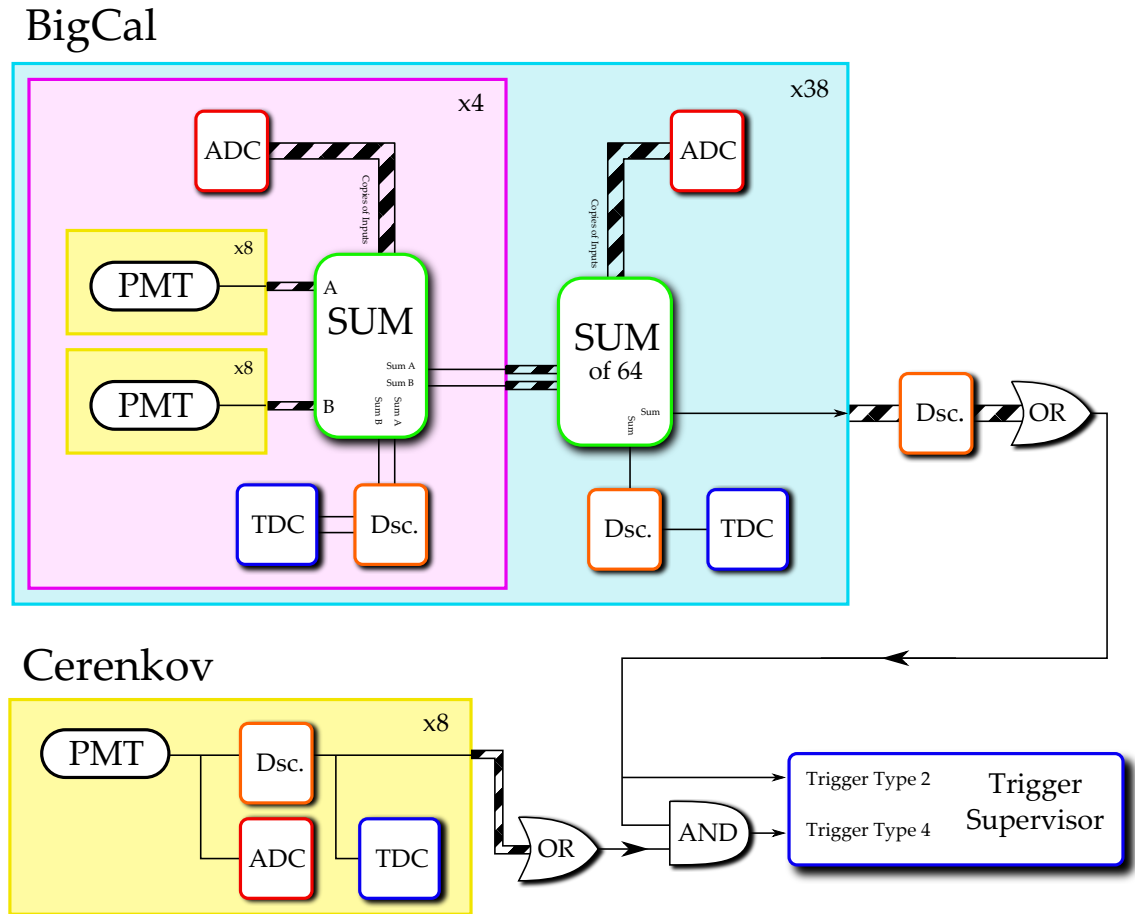 BigCal
x4
x38
ADC
ADC
Copies of Inputs
Copies of Inputs
x8
PMT
A
SUM
SUM
of 64
x8
PMT
B
Sum A
Sum B
Sum B
Sum A
Sum
Sum
Dsc.
OR
TDC
Dsc.
Dsc.
TDC
Cerenkov
x8
PMT
Dsc.
ADC
TDC
OR
AND
Trigger Type 2
Trigger Type 4
Trigger
Supervisor